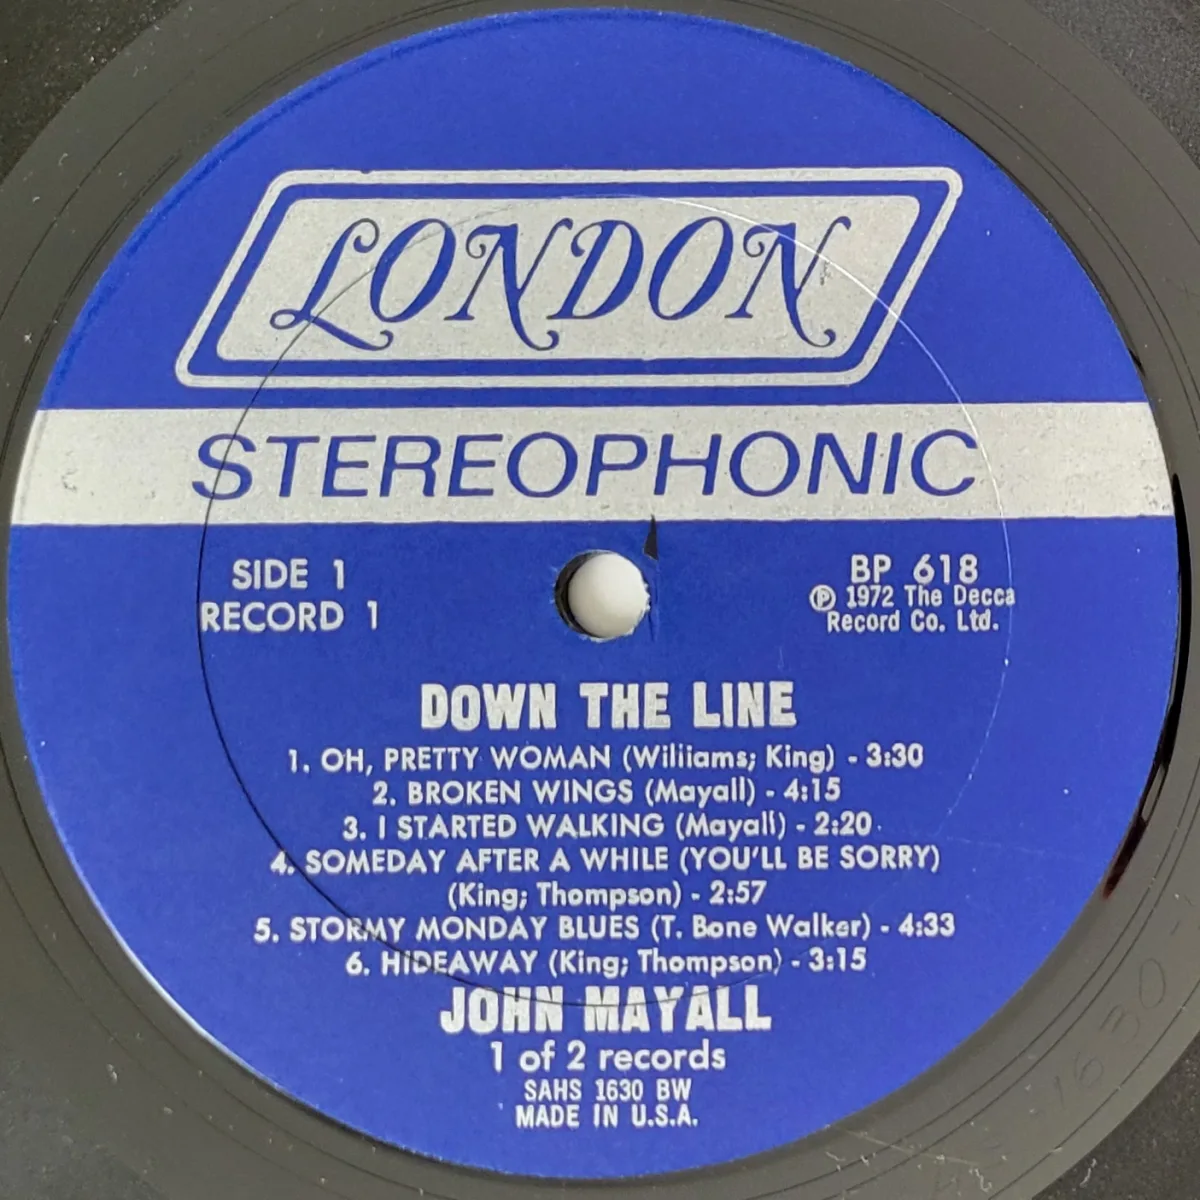 LONDON
STEREOPHONIC
SIDE 1
RECORD 1
BP 618
℗ 1972 The Decca
Record Co. Ltd.
DOWN THE LINE
1. OH, PRETTY WOMAN (Williams; King) - 3:30
2. BROKEN WINGS (Mayall) - 4:15
3. I STARTED WALKING (Mayall) - 2:20
4. SOMEDAY AFTER A WHILE (YOU'LL BE SORRY)
(King; Thompson) - 2:57
5. STORMY MONDAY BLUES (T. Bone Walker) - 4:33
6. HIDEAWAY (King; Thompson) - 3:15
JOHN MAYALL
1 of 2 records
SAHS 1630 BW
MADE IN U.S.A.